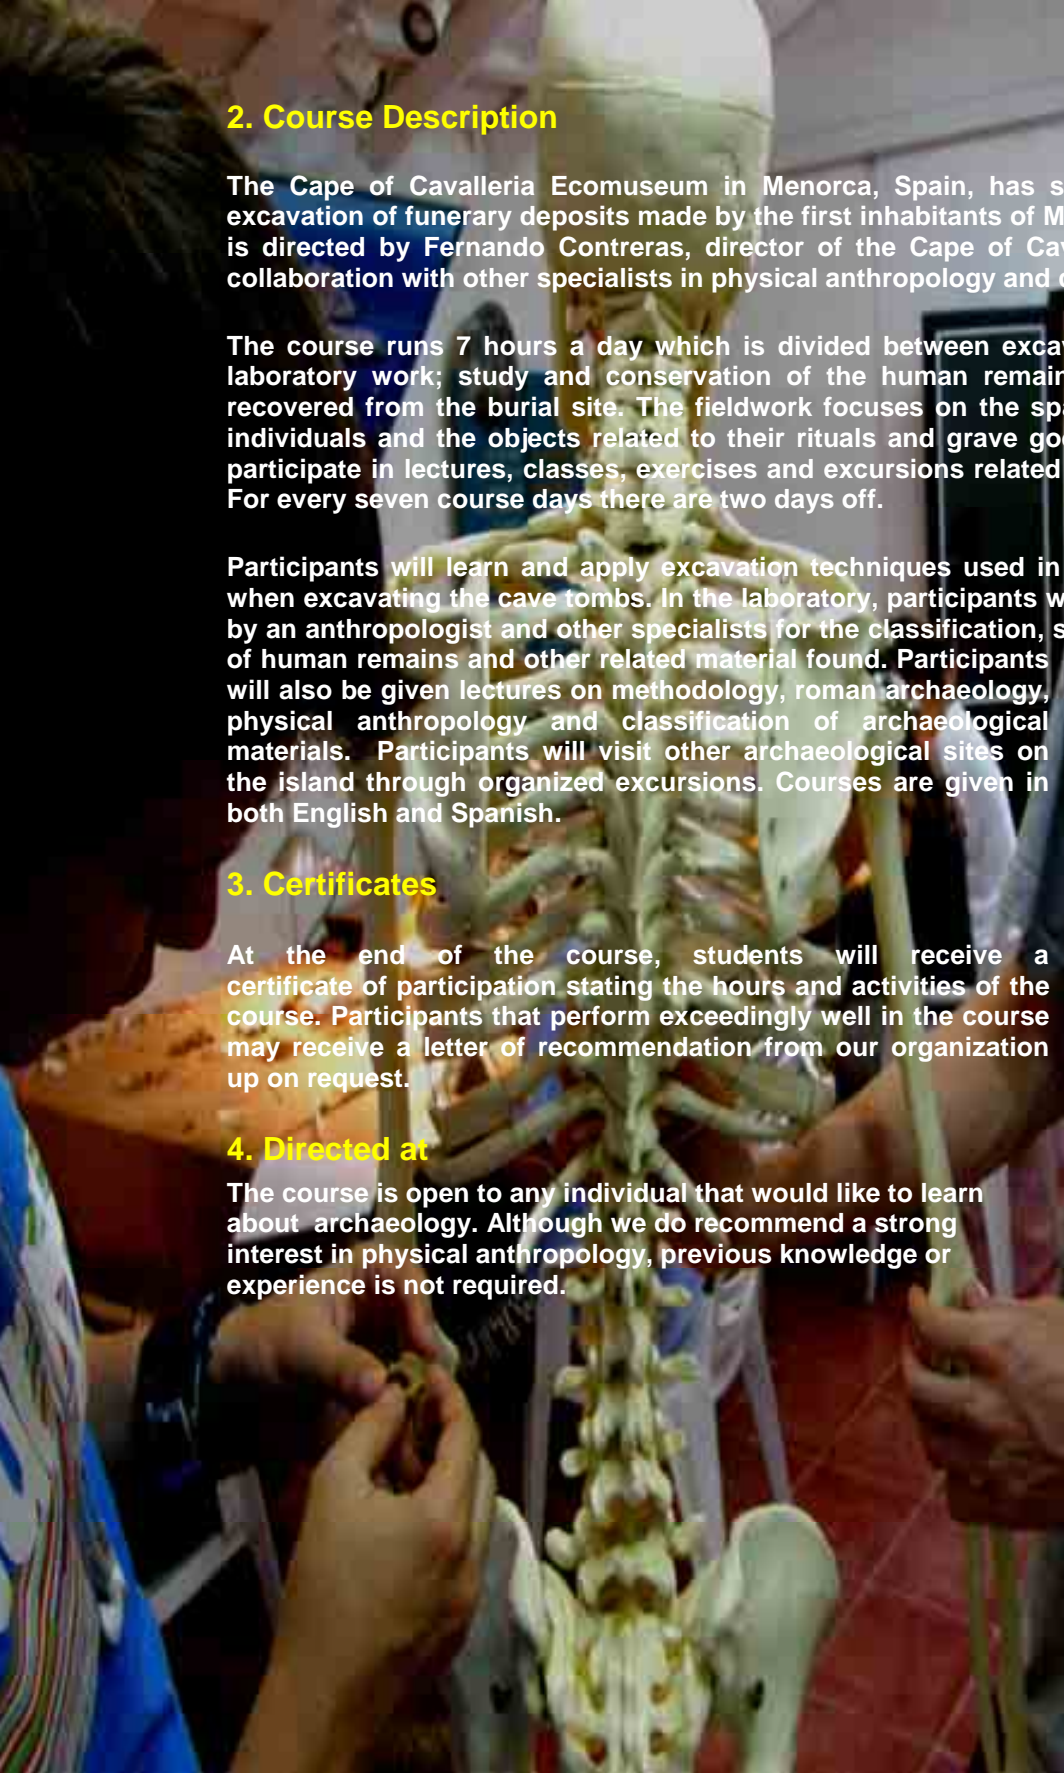 2. Course Description
The Cape of Cavalleria Ecomuseum in Menorca, Spain, has
excavation of funerary deposits made by the first inhabitants of
is directed by Fernando Contreras, director of the Cape of
collaboration with other specialists in physical anthropology and
The course runs 7 hours a day which is divided between
laboratory work; study and conservation of the human
recovered from the burial site. The fieldwork focuses on the
individuals and the objects related to their rituals and grave
participate in lectures, classes, exercises and excursions related
For every seven course days there are two days off.
Participants will learn and apply excavation techniques used in
when excavating the cave tombs. In the laboratory, participants
by an anthropologist and other specialists for the classification,
of human remains and other related material found. Participants
will also be given lectures on methodology, roman archaeology,
physical anthropology and classification of archaeological
materials. Participants will visit other archaeological sites on
the island through organized excursions. Courses are given in
both English and Spanish.
3. Certificates
At the end of the course, students will receive a
certificate of participation stating the hours and activities of the
course. Participants that perform exceedingly well in the course
may receive a letter of recommendation from our organization
up on request.
4. Directed at
The course is open to any individual that would like to learn
about archaeology. Although we do recommend a strong
interest in physical anthropology, previous knowledge or
experience is not required.